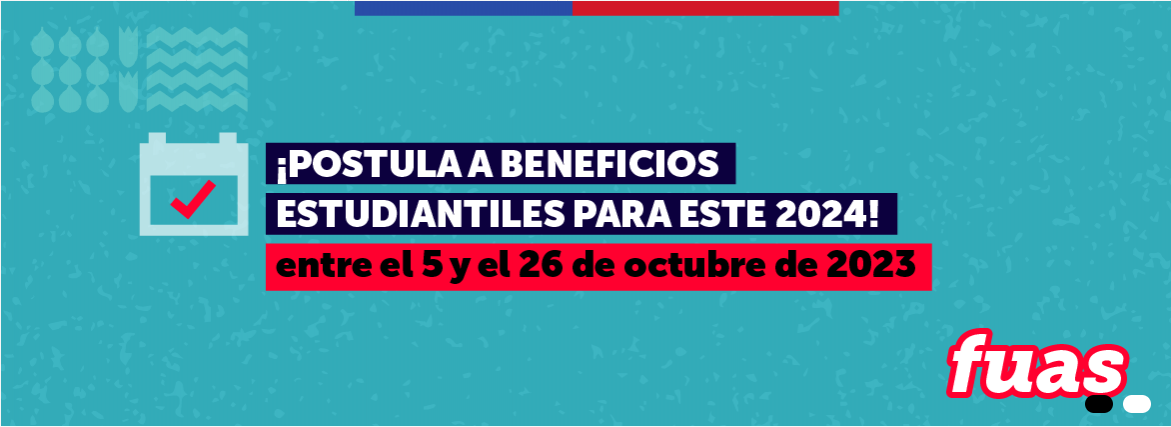 ¡POSTULA A BENEFICIOS
ESTUDIANTILES PARA ESTE 2024!
entre el 5 y el 26 de octubre de 2023
fuas